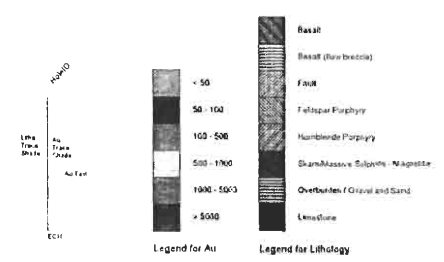 HoleID
Litho
Trace
Shade
Au
Trace
Shade
Au Text
EOH
< 50
50 - 100
100 - 500
500 - 1000
1000 - 5000
> 5000
Legend for Au
Basalt
Basalt (flow breccia)
Fault
Feldspar Porphyry
Hornblende Porphyry
Skarn/Massive Sulphide - Magnetite
Overburden / Gravel and Sand
Limestone
Legend for Lithology